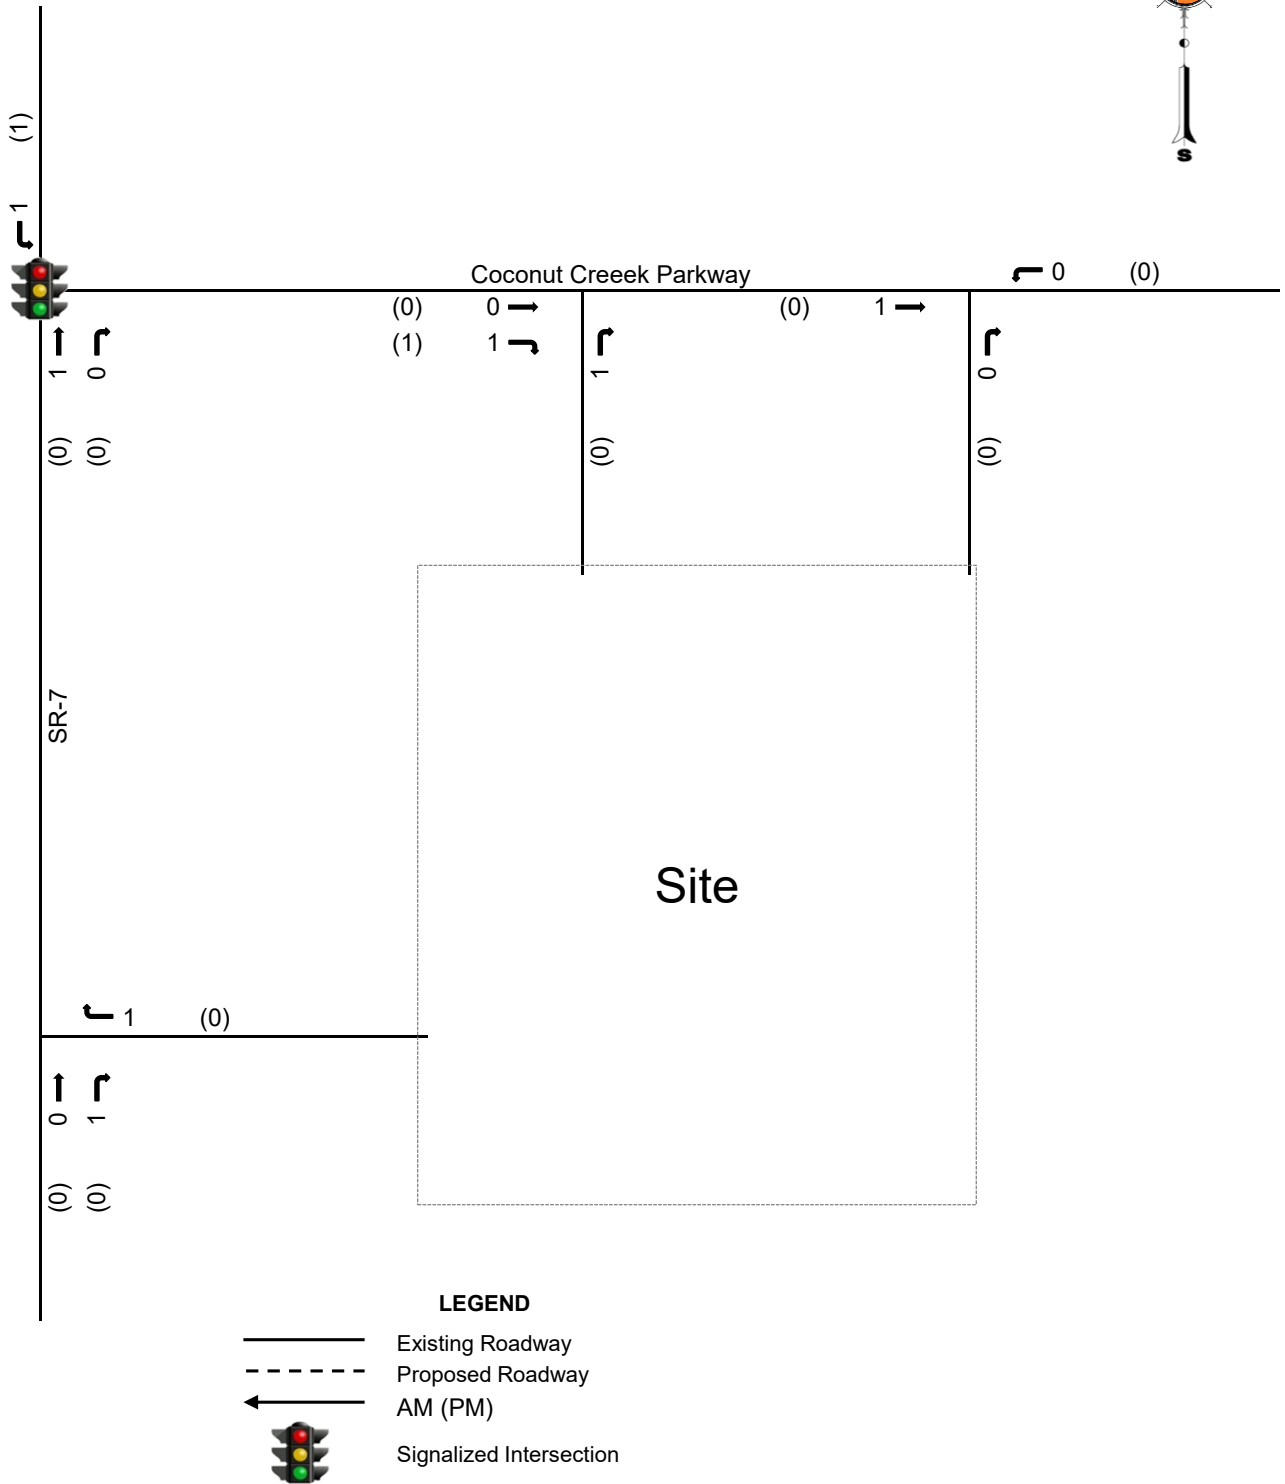 S
(1)
1
Coconut Creeek Parkway
0 (0)
(0) 0
(0) 1
(1) 1
1
0
1
0
(0)
(0)
(0)
(0)
SR-7
Site
1 (0)
0
1
(0)
(0)
LEGEND
Existing Roadway
Proposed Roadway
AM (PM)
Signalized Intersection